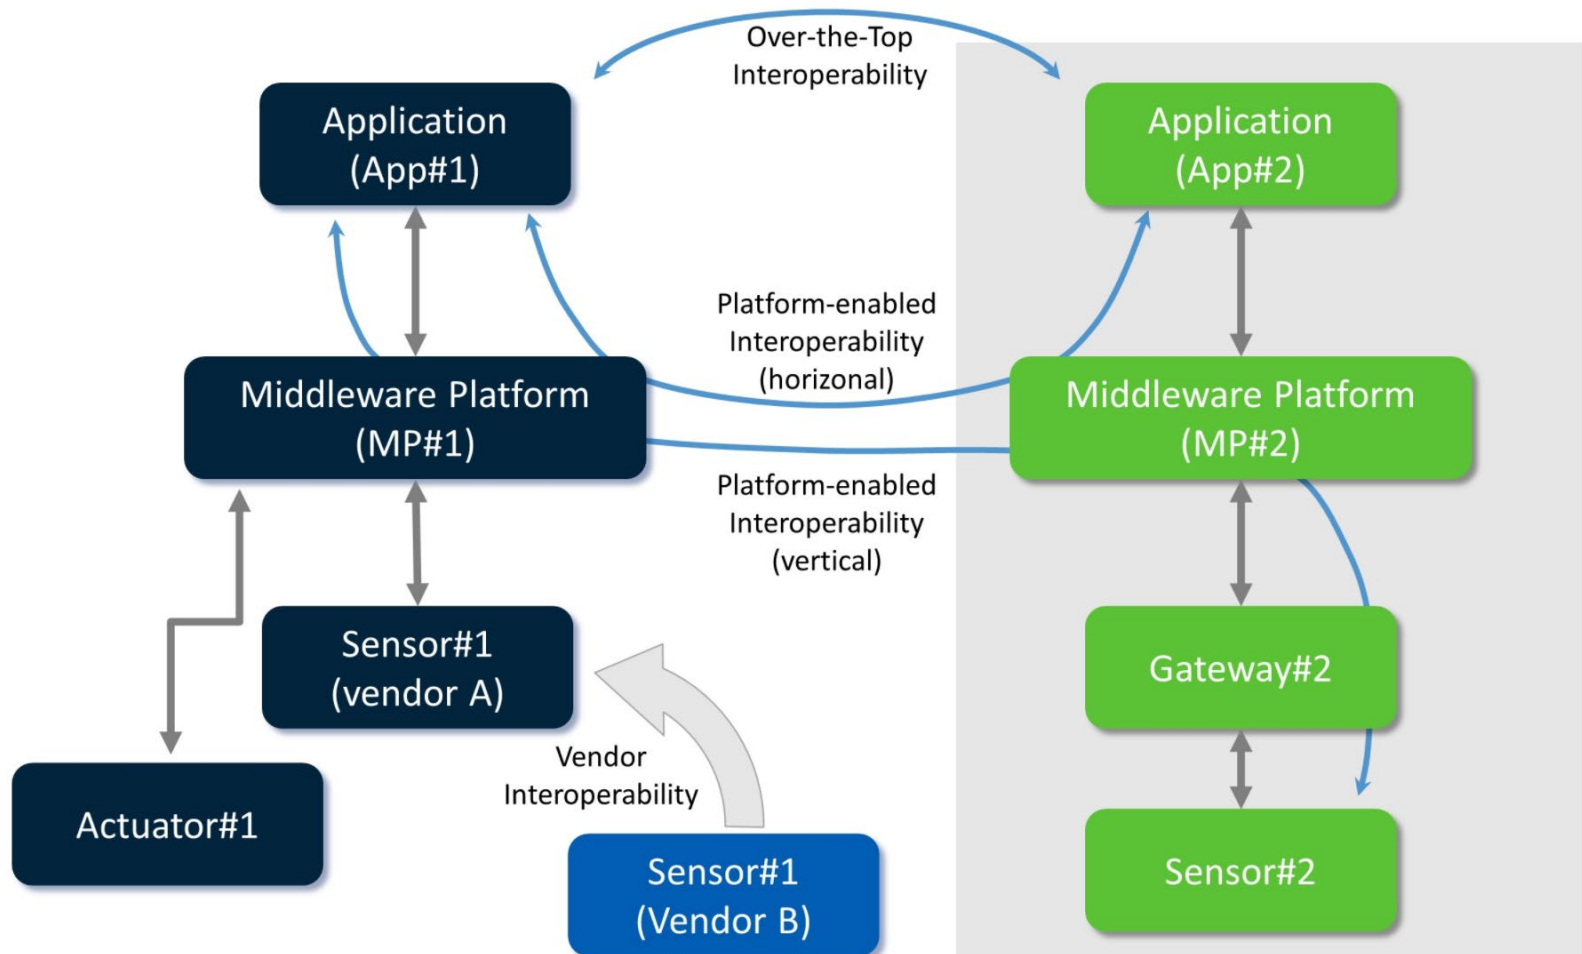 Over-the-Top
Interoperability
Application
(App#1)
Application
(App#2)
Platform-enabled
Interoperability
(horizonal)
Middleware Platform
(MP#1)
Middleware Platform
(MP#2)
Platform-enabled
Interoperability
(vertical)
Sensor#1
(vendor A)
Gateway#2
Vendor
Interoperability
Actuator#1
Sensor#1
(Vendor B)
Sensor#2